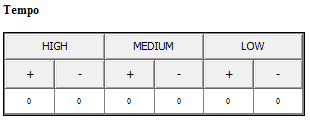 Tempo
HIGH MEDIUM LOW
+ - + - + -
0 0 0 0 0 0